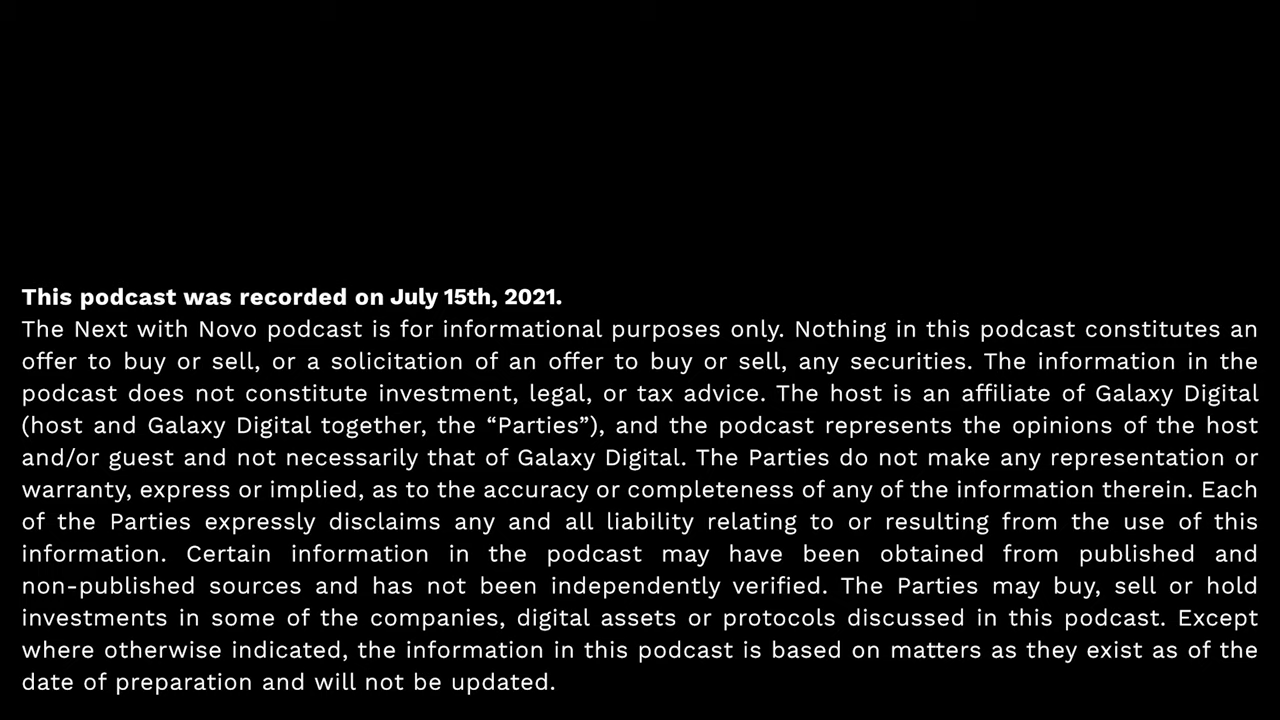 This podcast was recorded on July 15th, 2021.
The Next with Novo podcast is for informational purposes only. Nothing in this podcast constitutes an
offer to buy or sell, or a solicitation of an offer to buy or sell, any securities. The information in the
podcast does not constitute investment, legal, or tax advice. The host is an affiliate of Galaxy Digital
(host and Galaxy Digital together, the “Parties”), and the podcast represents the opinions of the host
and/or guest and not necessarily that of Galaxy Digital. The Parties do not make any representation or
warranty, express or implied, as to the accuracy or completeness of any of the information therein. Each
of the Parties expressly disclaims any and all liability relating to or resulting from the use of this
information. Certain information in the podcast may have been obtained from published and
non-published sources and has not been independently verified. The Parties may buy, sell or hold
investments in some of the companies, digital assets or protocols discussed in this podcast. Except
where otherwise indicated, the information in this podcast is based on matters as they exist as of the
date of preparation and will not be updated.